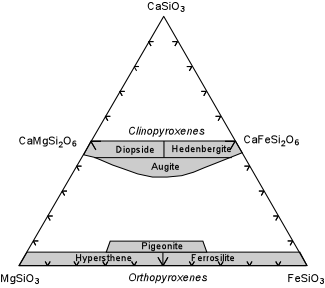 CaSiO3
Clinopyroxenes
CaMgSi2O6
CaFeSi2O6
Diopside
Hedenbergite
Augite
Pigeonite
Hypersthene
Ferrosilite
MgSiO3
Orthopyroxenes
FeSiO3